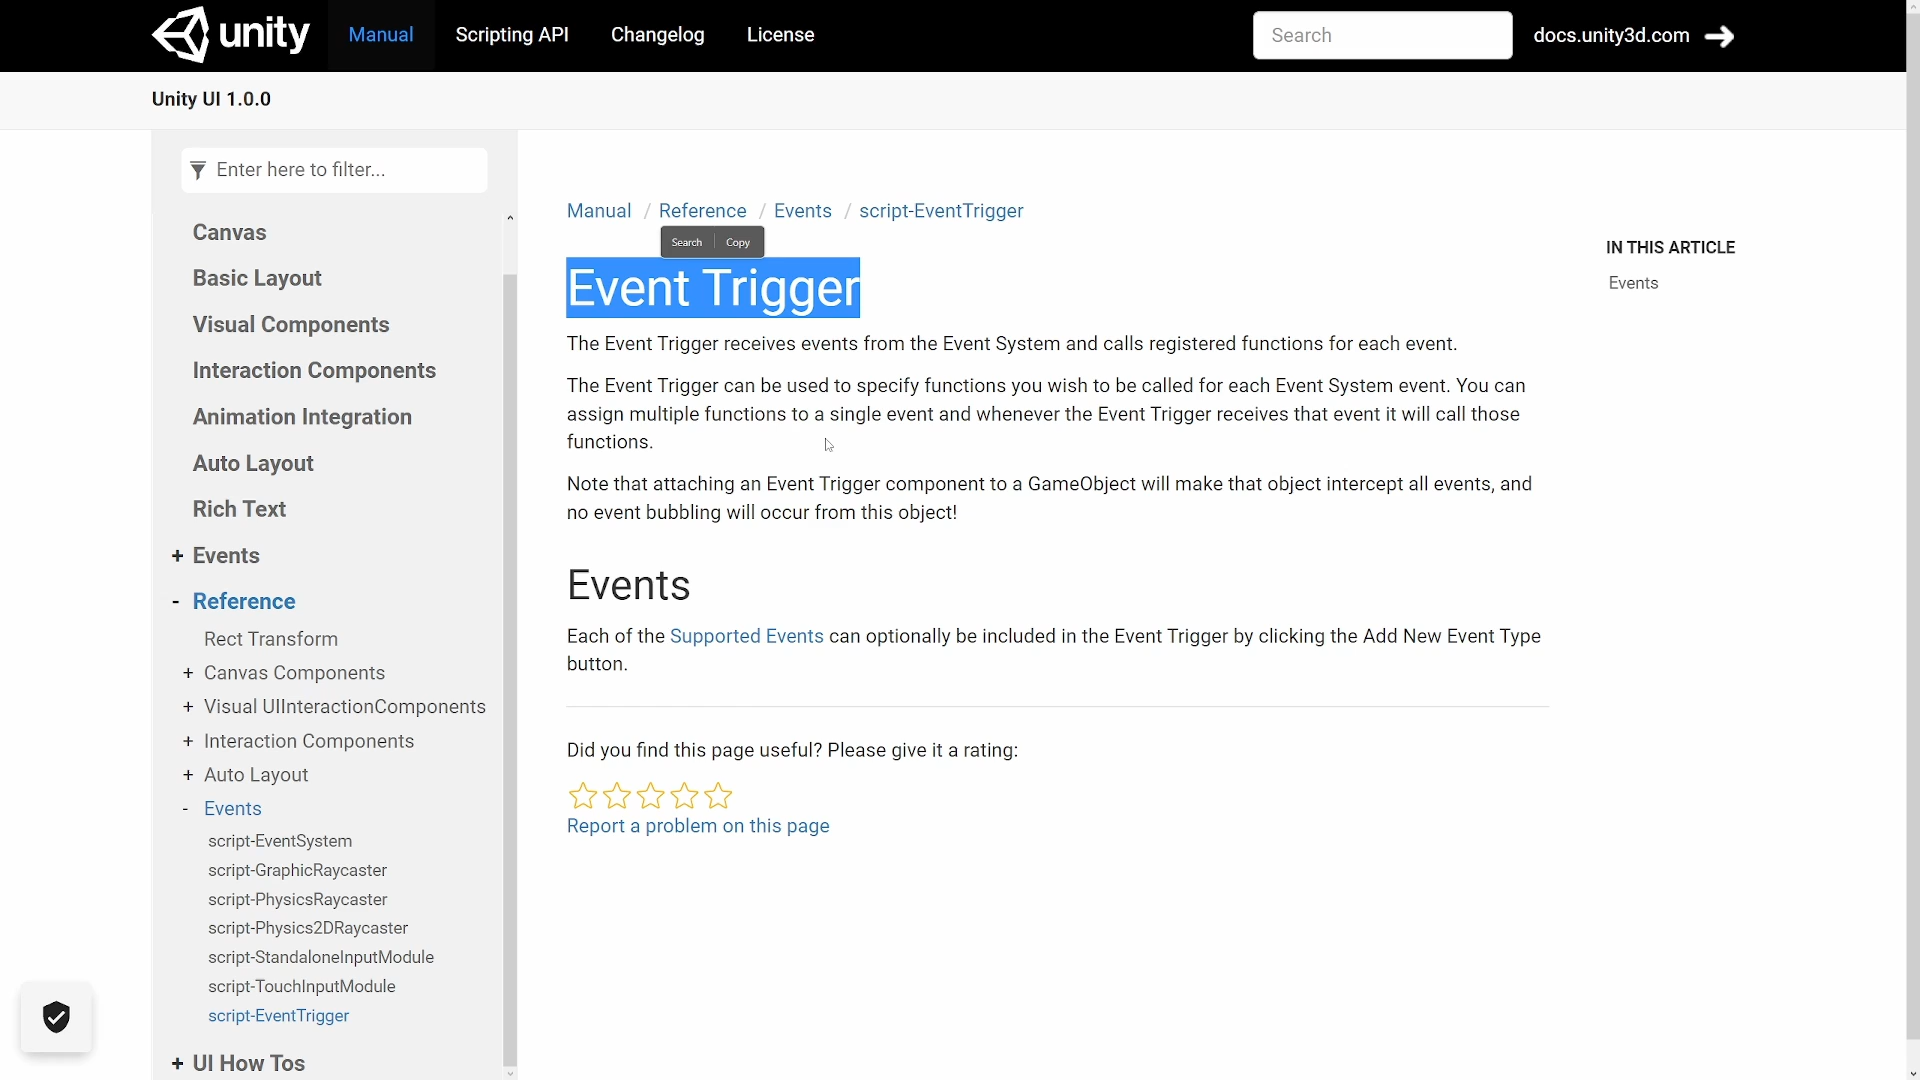 unity
Manual
Scripting API
Changelog
License
Search
docs.unity3d.com
Unity UI 1.0.0
Enter here to filter...
Canvas
Basic Layout
Visual Components
Interaction Components
Animation Integration
Auto Layout
Rich Text
+ Events
- Reference
Rect Transform
+ Canvas Components
+ Visual UIInteractionComponents
+ Interaction Components
+ Auto Layout
- Events
script-EventSystem
script-GraphicRaycaster
script-PhysicsRaycaster
script-Physics2DRaycaster
script-StandaloneInputModule
script-TouchInputModule
script-EventTrigger
+ UI How Tos
Manual / Reference / Events / script-EventTrigger
Search | Copy
Event Trigger
The Event Trigger receives events from the Event System and calls registered functions for each event.
The Event Trigger can be used to specify functions you wish to be called for each Event System event. You can
assign multiple functions to a single event and whenever the Event Trigger receives that event it will call those
functions.
Note that attaching an Event Trigger component to a GameObject will make that object intercept all events, and
no event bubbling will occur from this object!
Events
Each of the Supported Events can optionally be included in the Event Trigger by clicking the Add New Event Type
button.
Did you find this page useful? Please give it a rating:
Report a problem on this page
IN THIS ARTICLE
Events